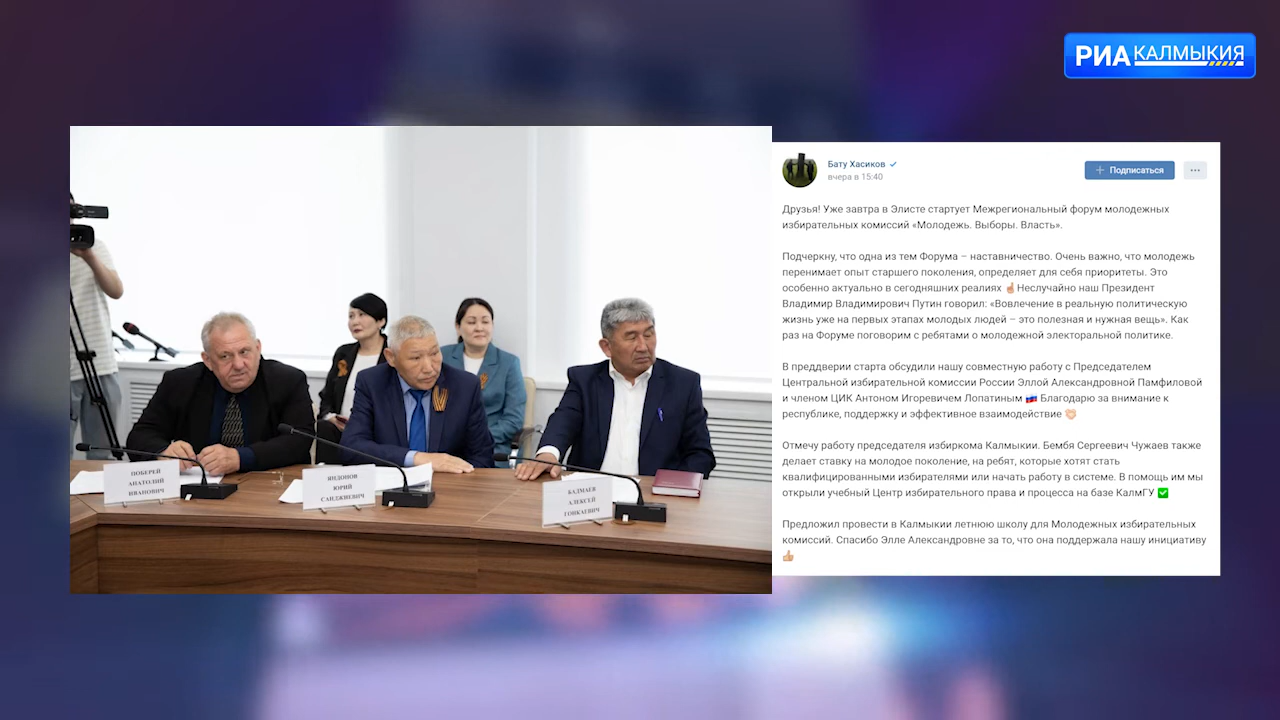 РИА КАЛМЫКИЯ
ПОБЕРЕЙ
АНАТОЛИЙ
ИВАНОВИЧ
ЯНДОНОВ
ЮРИЙ
САНДЖИЕВИЧ
БАДМАЕВ
АЛЕКСЕЙ
ГОНКАЕВИЧ
Бату Хасиков
вчера в 15:40
+ Подписаться
Друзья! Уже завтра в Элисте стартует Межрегиональный форум молодежных
избирательных комиссий «Молодежь. Выборы. Власть».
Подчеркну, что одна из тем Форума – наставничество. Очень важно, что молодежь
перенимает опыт старшего поколения, определяет для себя приоритеты. Это
особенно актуально в сегодняшних реалиях ☝🏼Неслучайно наш Президент
Владимир Владимирович Путин говорил: «Вовлечение в реальную политическую
жизнь уже на первых этапах молодых людей – это полезная и нужная вещь». Как
раз на Форуме поговорим с ребятами о молодежной электоральной политике.
В преддверии старта обсудили нашу совместную работу с Председателем
Центральной избирательной комиссии России Эллой Александровной Памфиловой
и членом ЦИК Антоном Игоревичем Лопатиным 🇷🇺 Благодарю за внимание к
республике, поддержку и эффективное взаимодействие 🤝🏻
Отмечу работу председателя избиркома Калмыкии. Бембя Сергеевич Чужаев также
делает ставку на молодое поколение, на ребят, которые хотят стать
квалифицированными избирателями или начать работу в системе. В помощь им мы
открыли учебный Центр избирательного права и процесса на базе КалмГУ ✅
Предложил провести в Калмыкии летнюю школу для Молодежных избирательных
комиссий. Спасибо Элле Александровне за то, что она поддержала нашу инициативу
👍🏼